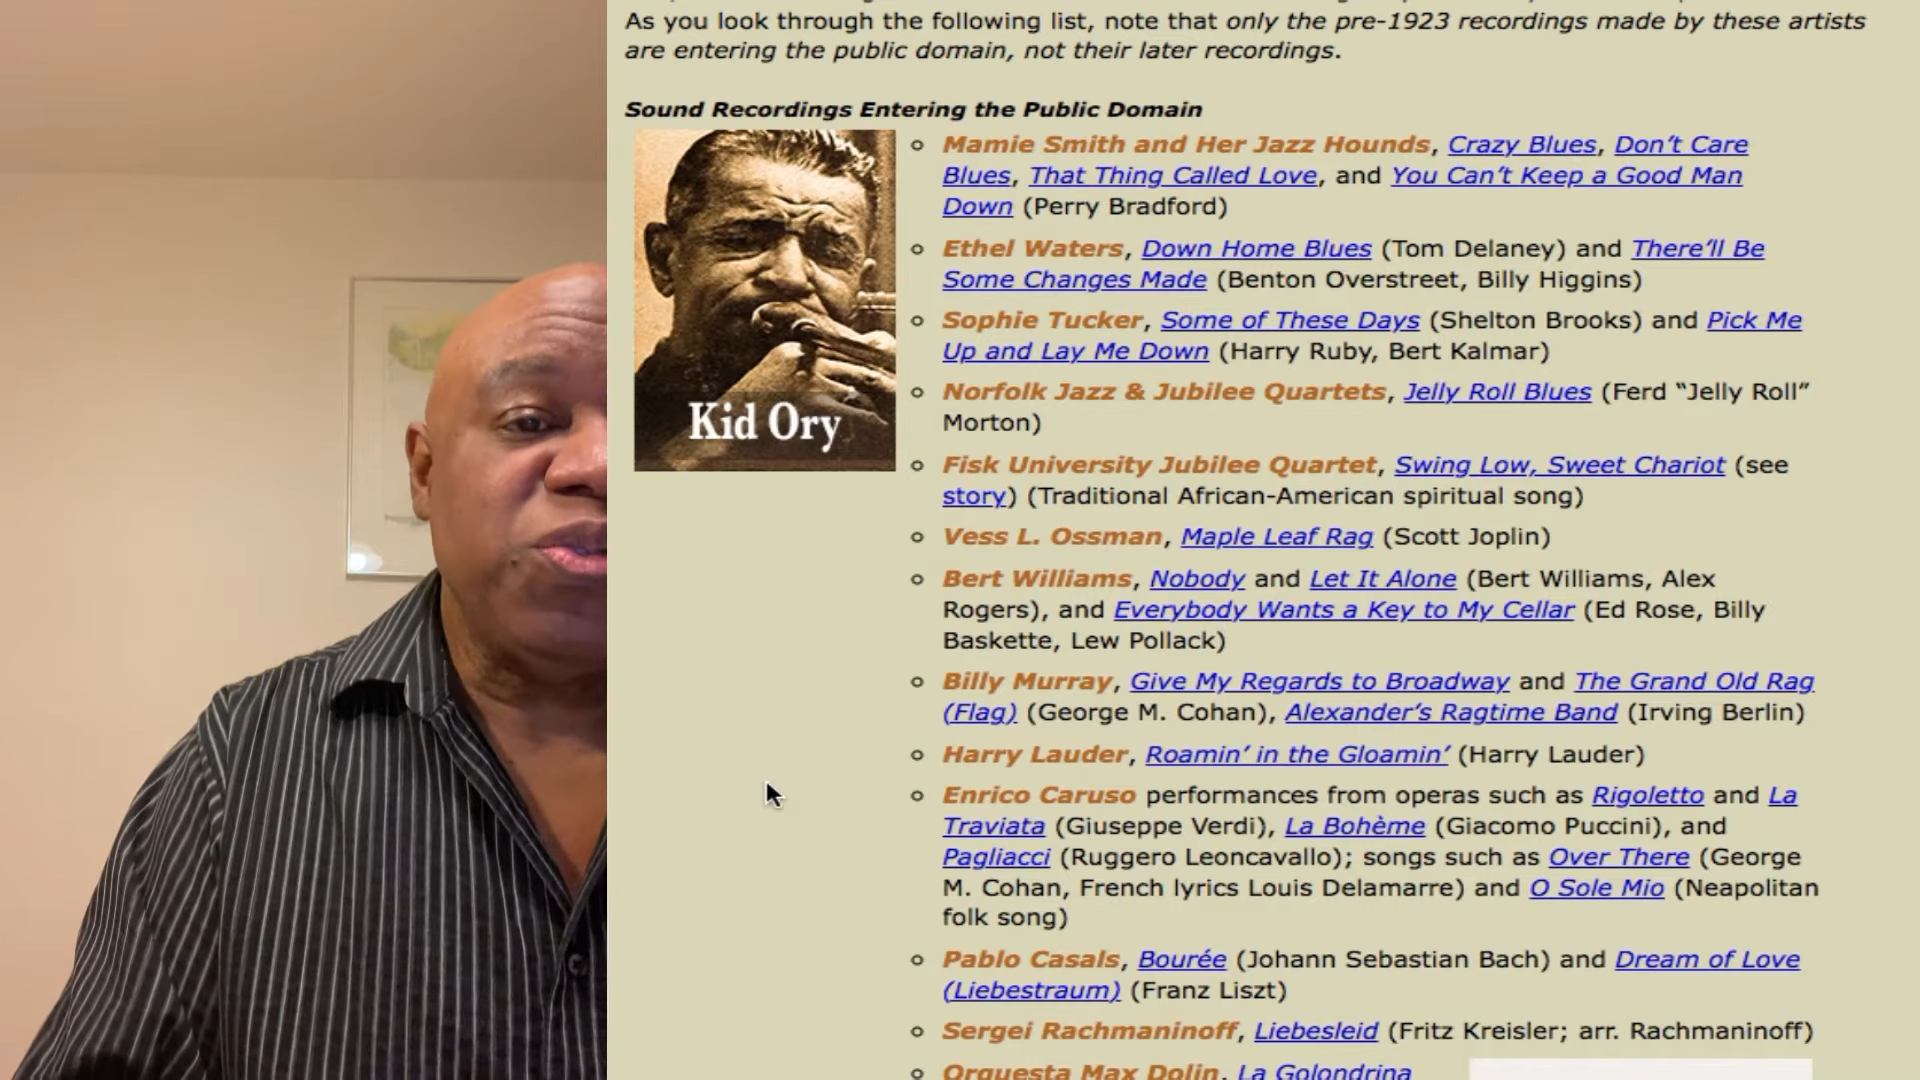 As you look through the following list, note that only the pre-1923 recordings made by these artists
are entering the public domain, not their later recordings.
Sound Recordings Entering the Public Domain
Kid Ory
Mamie Smith and Her Jazz Hounds, Crazy Blues, Don’t Care
Blues, That Thing Called Love, and You Can’t Keep a Good Man
Down (Perry Bradford)
Ethel Waters, Down Home Blues (Tom Delaney) and There’ll Be
Some Changes Made (Benton Overstreet, Billy Higgins)
Sophie Tucker, Some of These Days (Shelton Brooks) and Pick Me
Up and Lay Me Down (Harry Ruby, Bert Kalmar)
Norfolk Jazz & Jubilee Quartets, Jelly Roll Blues (Ferd “Jelly Roll”
Morton)
Fisk University Jubilee Quartet, Swing Low, Sweet Chariot (see
story) (Traditional African-American spiritual song)
Vess L. Ossman, Maple Leaf Rag (Scott Joplin)
Bert Williams, Nobody and Let It Alone (Bert Williams, Alex
Rogers), and Everybody Wants a Key to My Cellar (Ed Rose, Billy
Baskette, Lew Pollack)
Billy Murray, Give My Regards to Broadway and The Grand Old Rag
(Flag) (George M. Cohan), Alexander’s Ragtime Band (Irving Berlin)
Harry Lauder, Roamin’ in the Gloamin’ (Harry Lauder)
Enrico Caruso performances from operas such as Rigoletto and La
Traviata (Giuseppe Verdi), La Bohème (Giacomo Puccini), and
Pagliacci (Ruggero Leoncavallo); songs such as Over There (George
M. Cohan, French lyrics Louis Delamarre) and O Sole Mio (Neapolitan
folk song)
Pablo Casals, Bourée (Johann Sebastian Bach) and Dream of Love
(Liebestraum) (Franz Liszt)
Sergei Rachmaninoff, Liebesleid (Fritz Kreisler; arr. Rachmaninoff)
Orquesta Max Dolin, La Golondrina